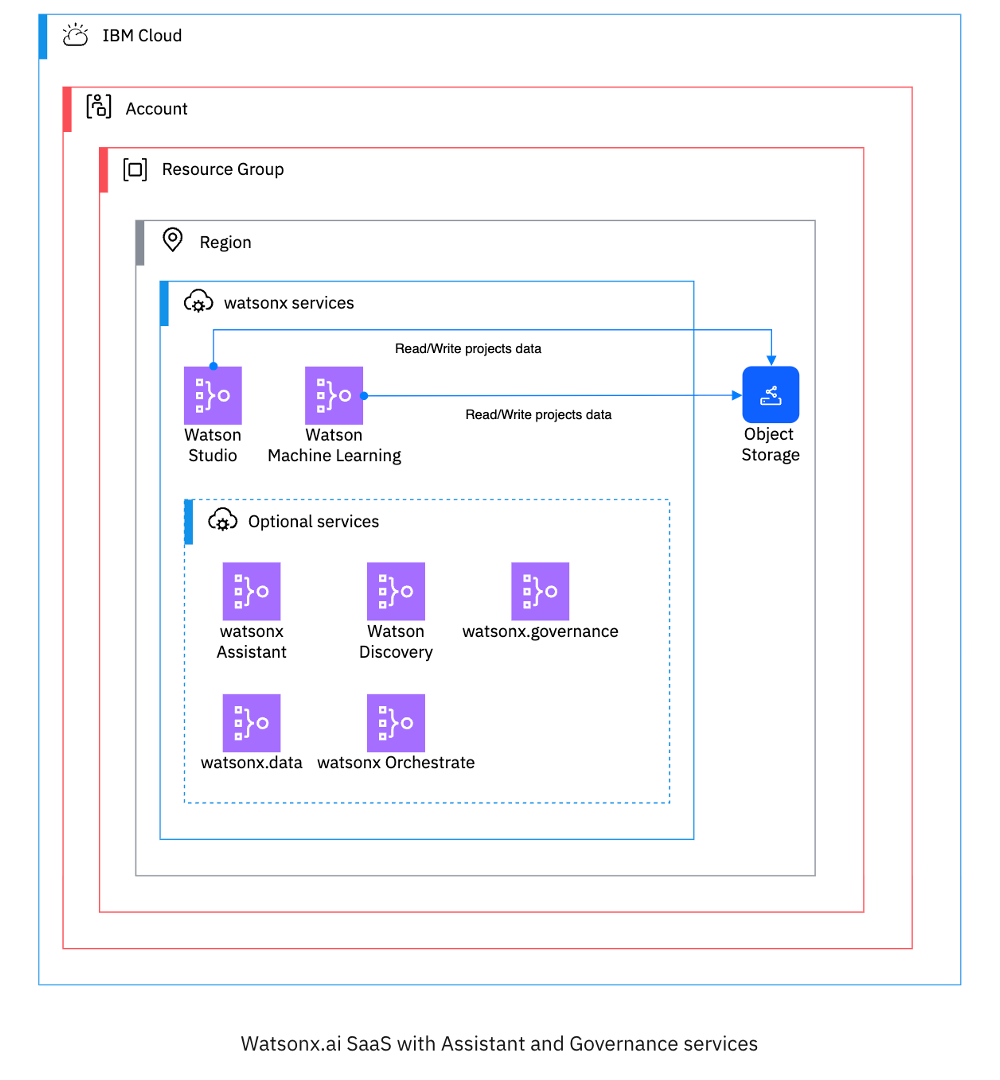 IBM Cloud
Account
Resource Group
Region
watsonx services
Read/Write projects data
Read/Write projects data
Watson
Studio
Watson
Machine Learning
Object
Storage
Optional services
watsonx
Assistant
Watson
Discovery
watsonx.governance
watsonx.data
watsonx Orchestrate
Watsonx.ai SaaS with Assistant and Governance services